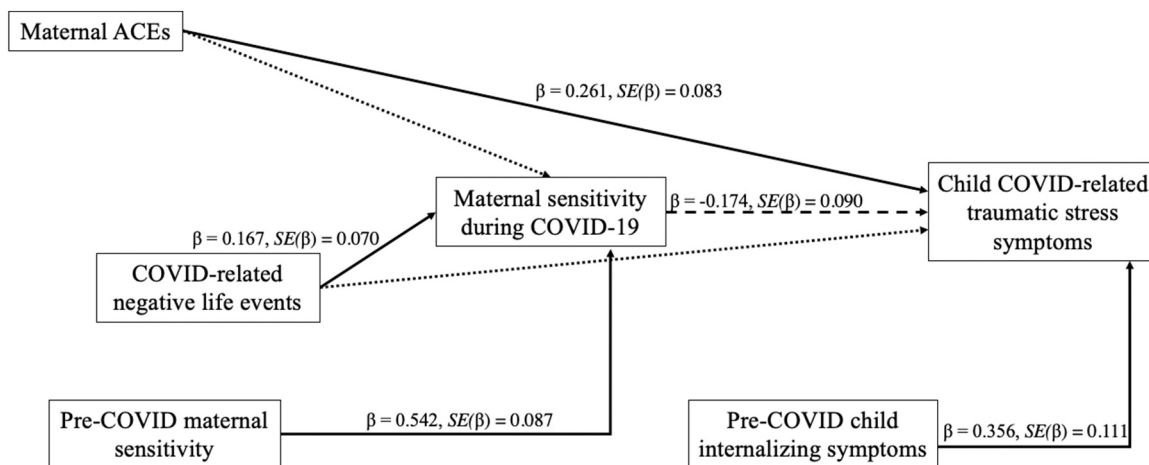 Maternal ACEs
β = 0.261, SE(β) = 0.083
Maternal sensitivity
during COVID-19
β = -0.174, SE(β) = 0.090
Child COVID-related
traumatic stress
symptoms
β = 0.167, SE(β) = 0.070
COVID-related
negative life events
Pre-COVID maternal
sensitivity
β = 0.542, SE(β) = 0.087
Pre-COVID child
internalizing symptoms
β = 0.356, SE(β) = 0.111